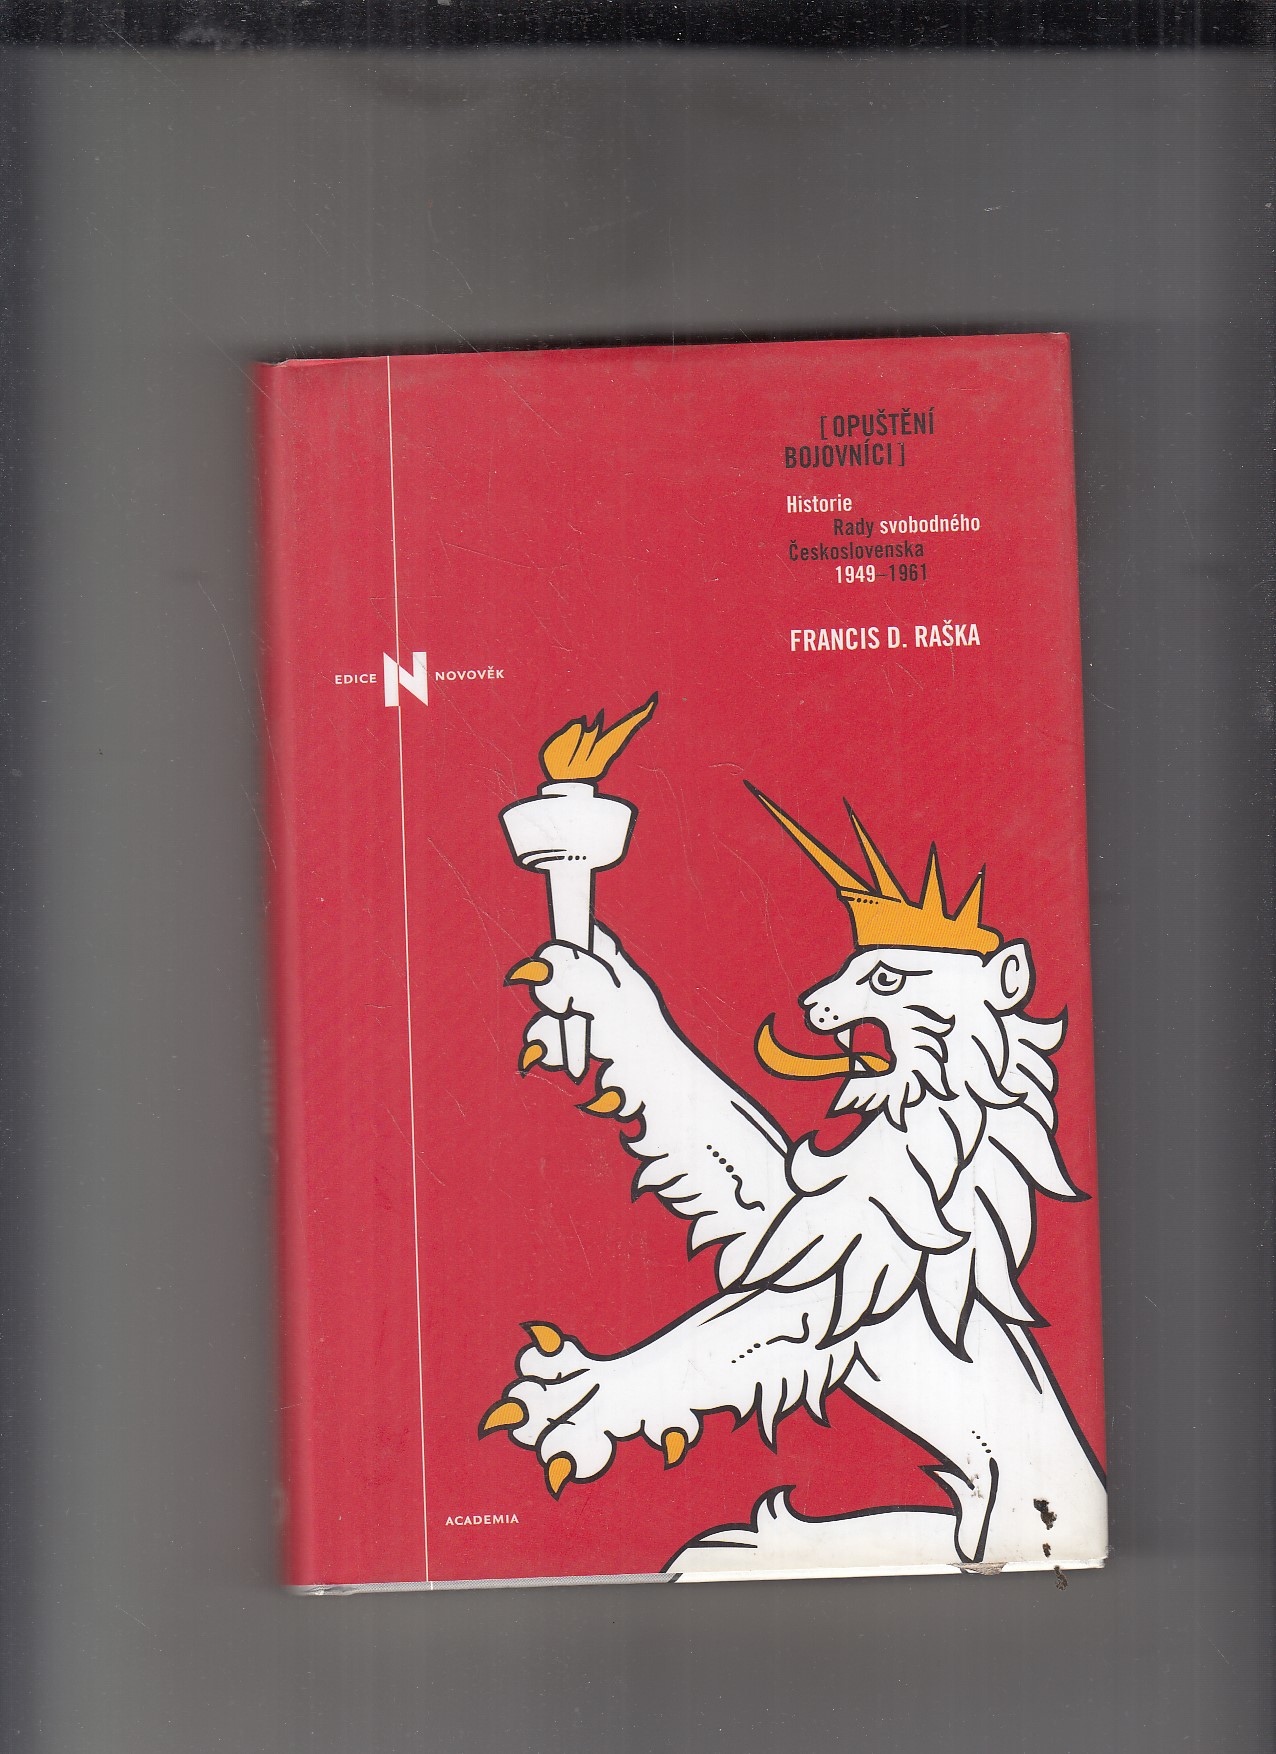 [OPUŠTĚNÍ
BOJOVNÍCI]
Historie
Rady svobodného
Československa
1949–1961
FRANCIS D. RAŠKA
EDICE N NOVOVĚK
ACADEMIA